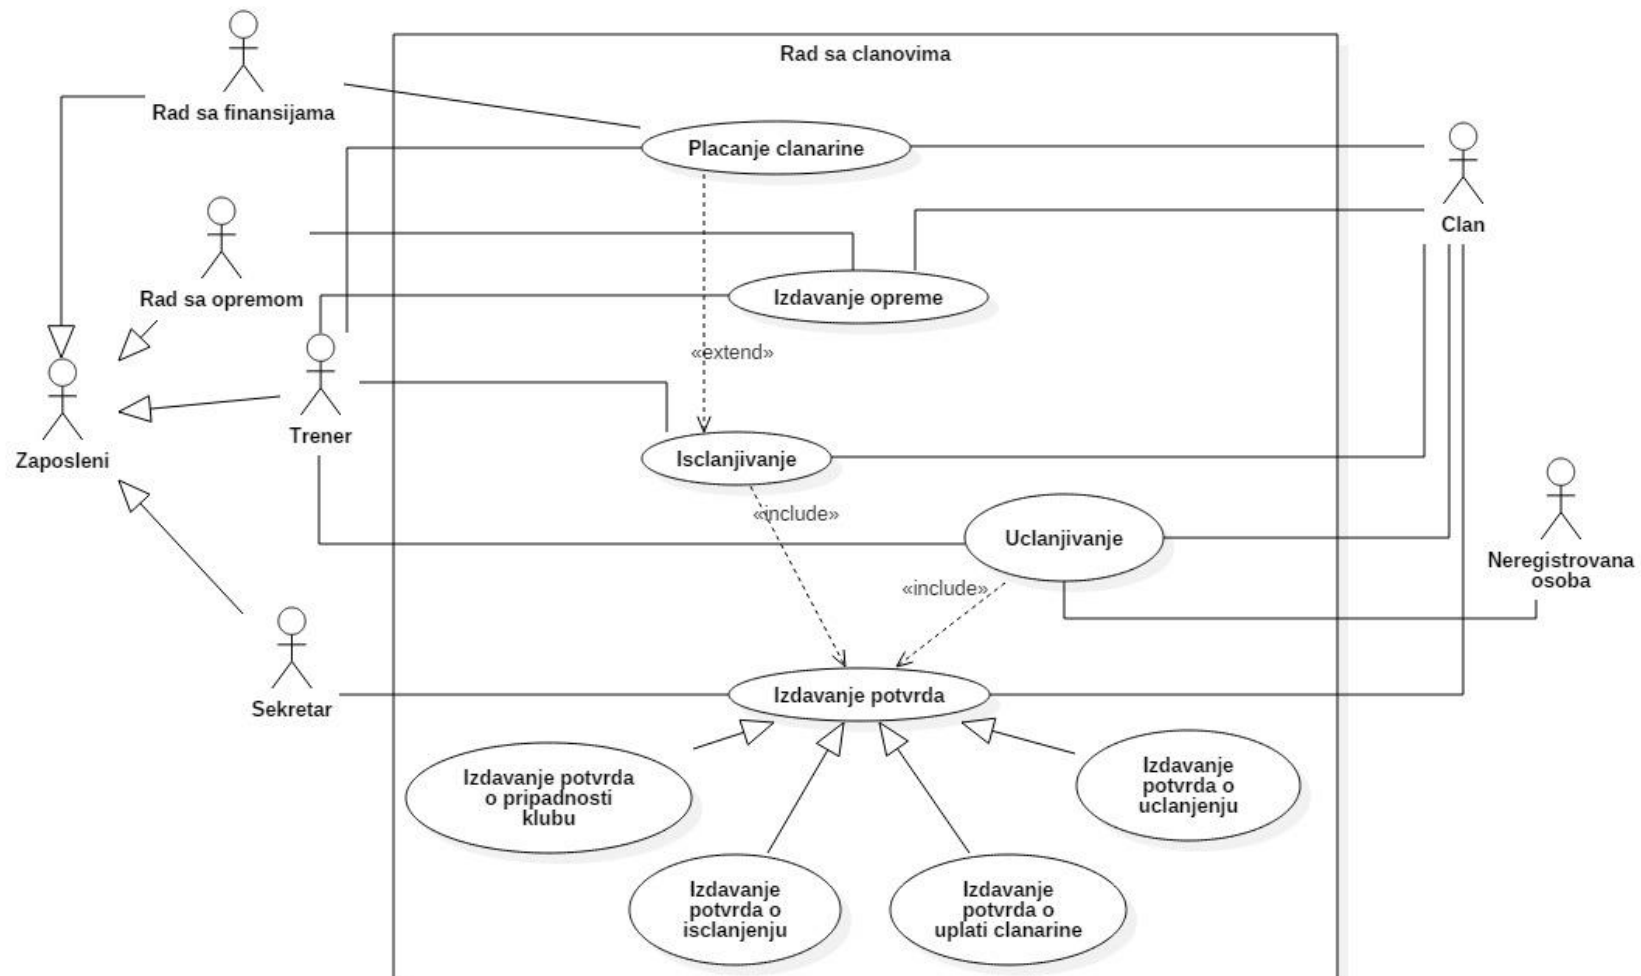 Rad sa clanovima
Rad sa finansijama
Placanje clanarine
Clan
Rad sa opremom
Izdavanje opreme
«extend»
Trener
Zaposleni
Isclanjivanje
«include»
Uclanjivanje
Neregistrovana
osoba
«include»
Sekretar
Izdavanje potvrda
Izdavanje potvrda
o pripadnosti
klubu
Izdavanje
potvrda o
uclanjenju
Izdavanje
potvrda o
isclanjenju
Izdavanje
potvrda o
uplati clanarine